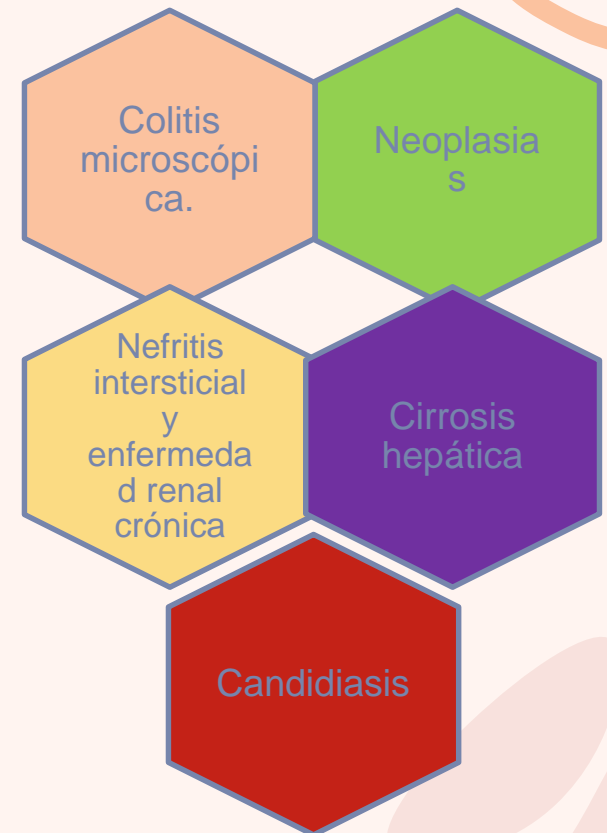 Colitis
microscópi
ca.
Neoplasia
s
Nefritis
intersticial
y
enfermeda
d renal
crónica
Cirrosis
hepática
Candidiasis